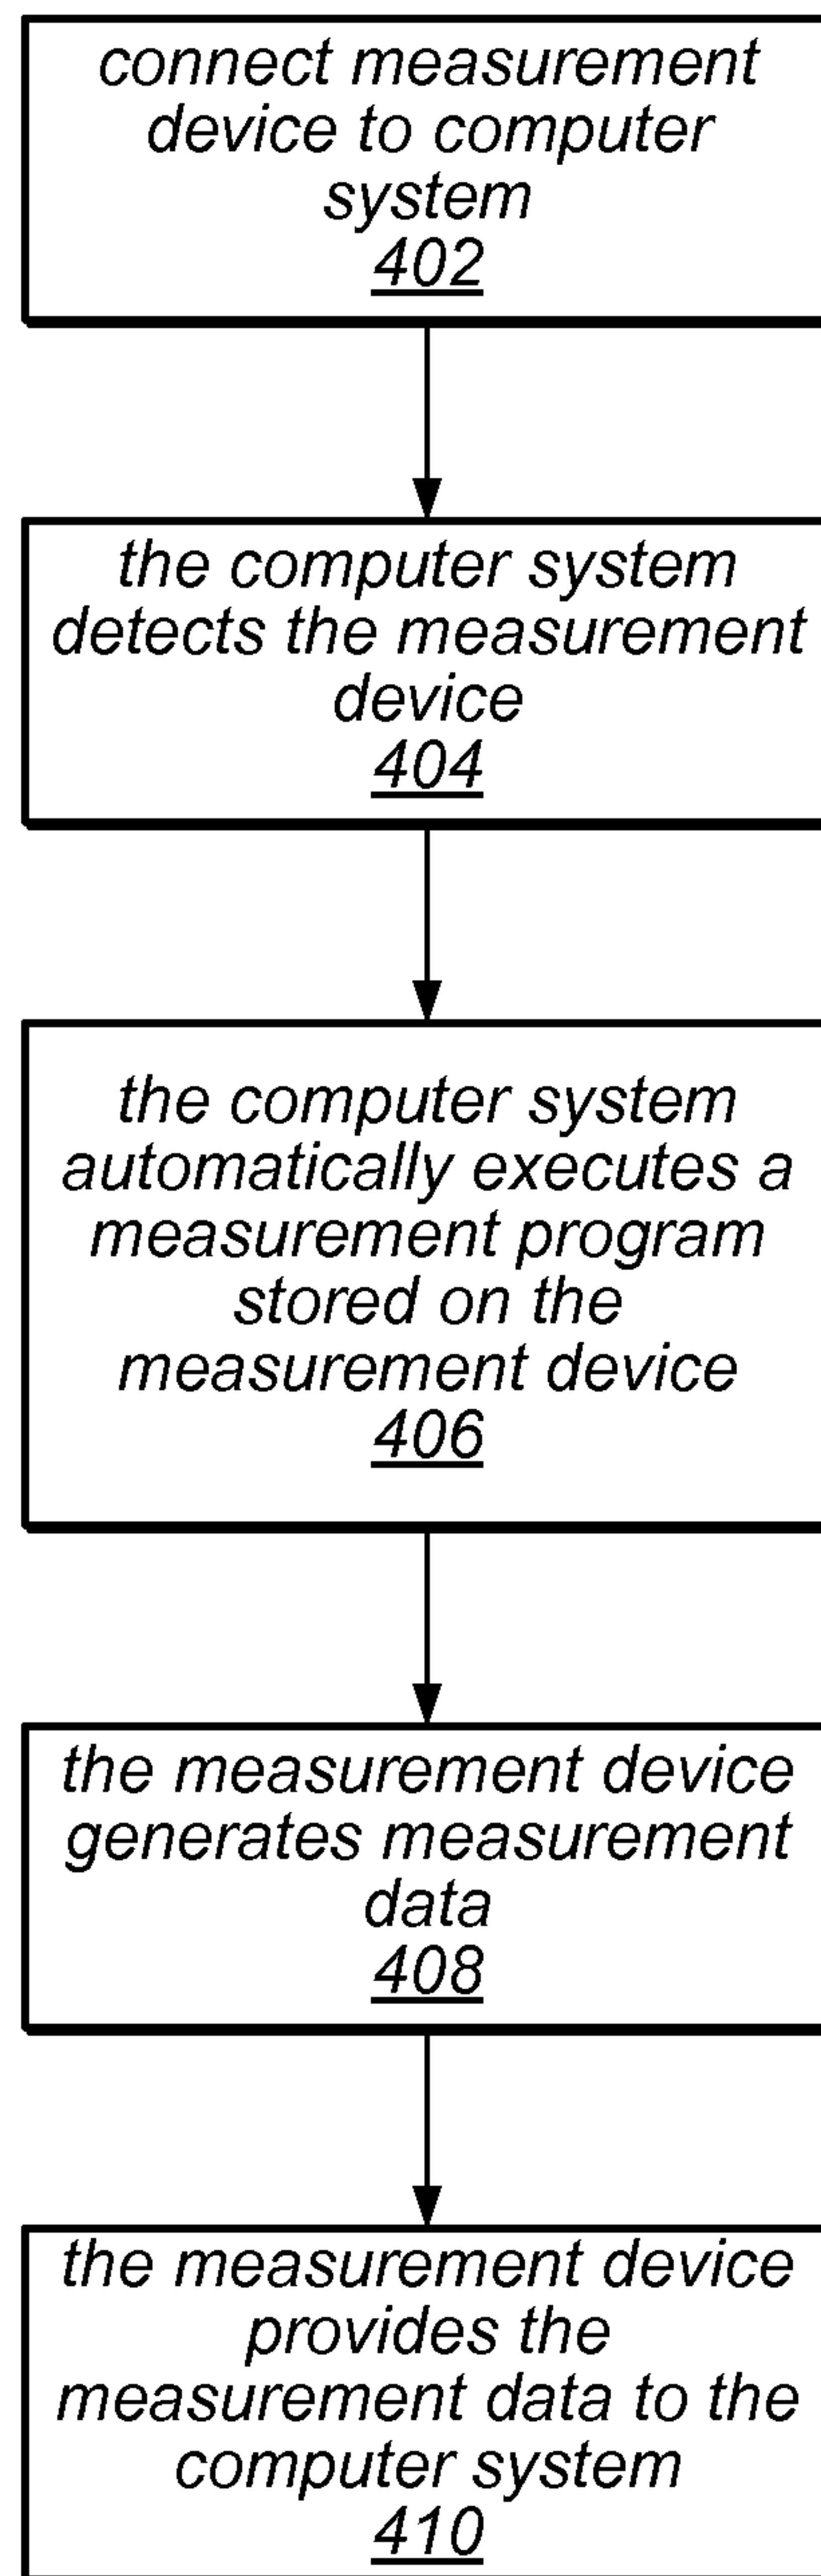 connect measurement
device to computer
system
402
the computer system
detects the measurement
device
404
the computer system
automatically executes a
measurement program
stored on the
measurement device
406
the measurement device
generates measurement
data
408
the measurement device
provides the
measurement data to the
computer system
410